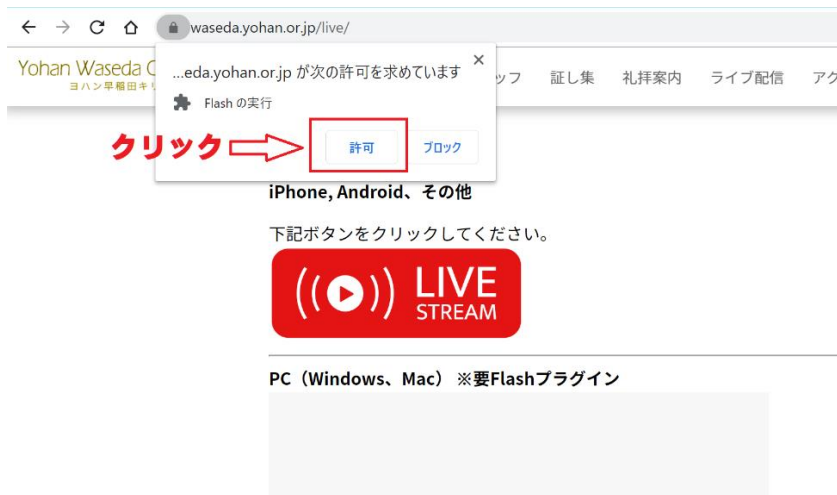 waseda.yohan.or.jp/live/
Yohan Waseda C
ヨハン早稲田キリ
...eda.yohan.or.jp が次の許可を求めています
Flash の実行
許可 ブロック
クリック
ッフ 証し集 礼拝案内 ライブ配信 アク
iPhone, Android、その他
下記ボタンをクリックしてください。
LIVE
STREAM
PC（Windows、Mac） ※要Flashプラグイン